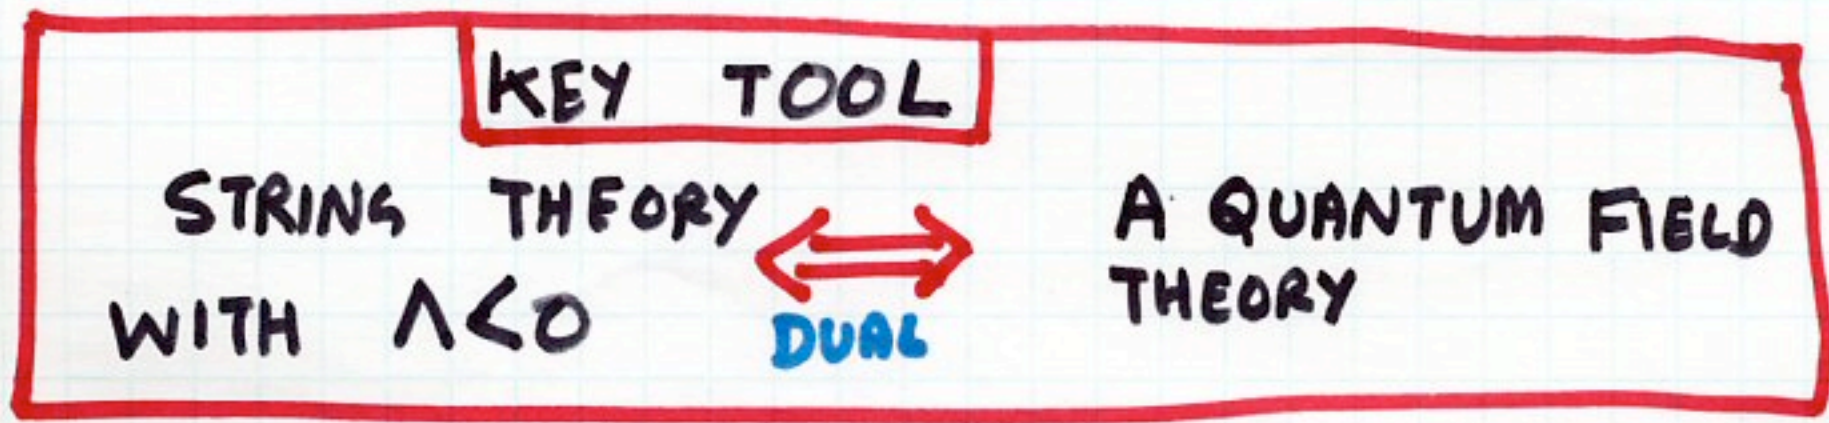 KEY TOOL
STRING THEORY
WITH Λ<0
DUAL
A QUANTUM FIELD
THEORY